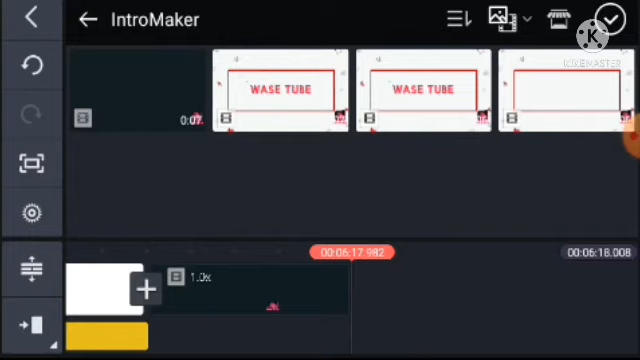 IntroMaker
K
KINEMASTER
0:07
WASE TUBE
WASE TUBE
00:06:17.982
00:06:18.008
1.0x